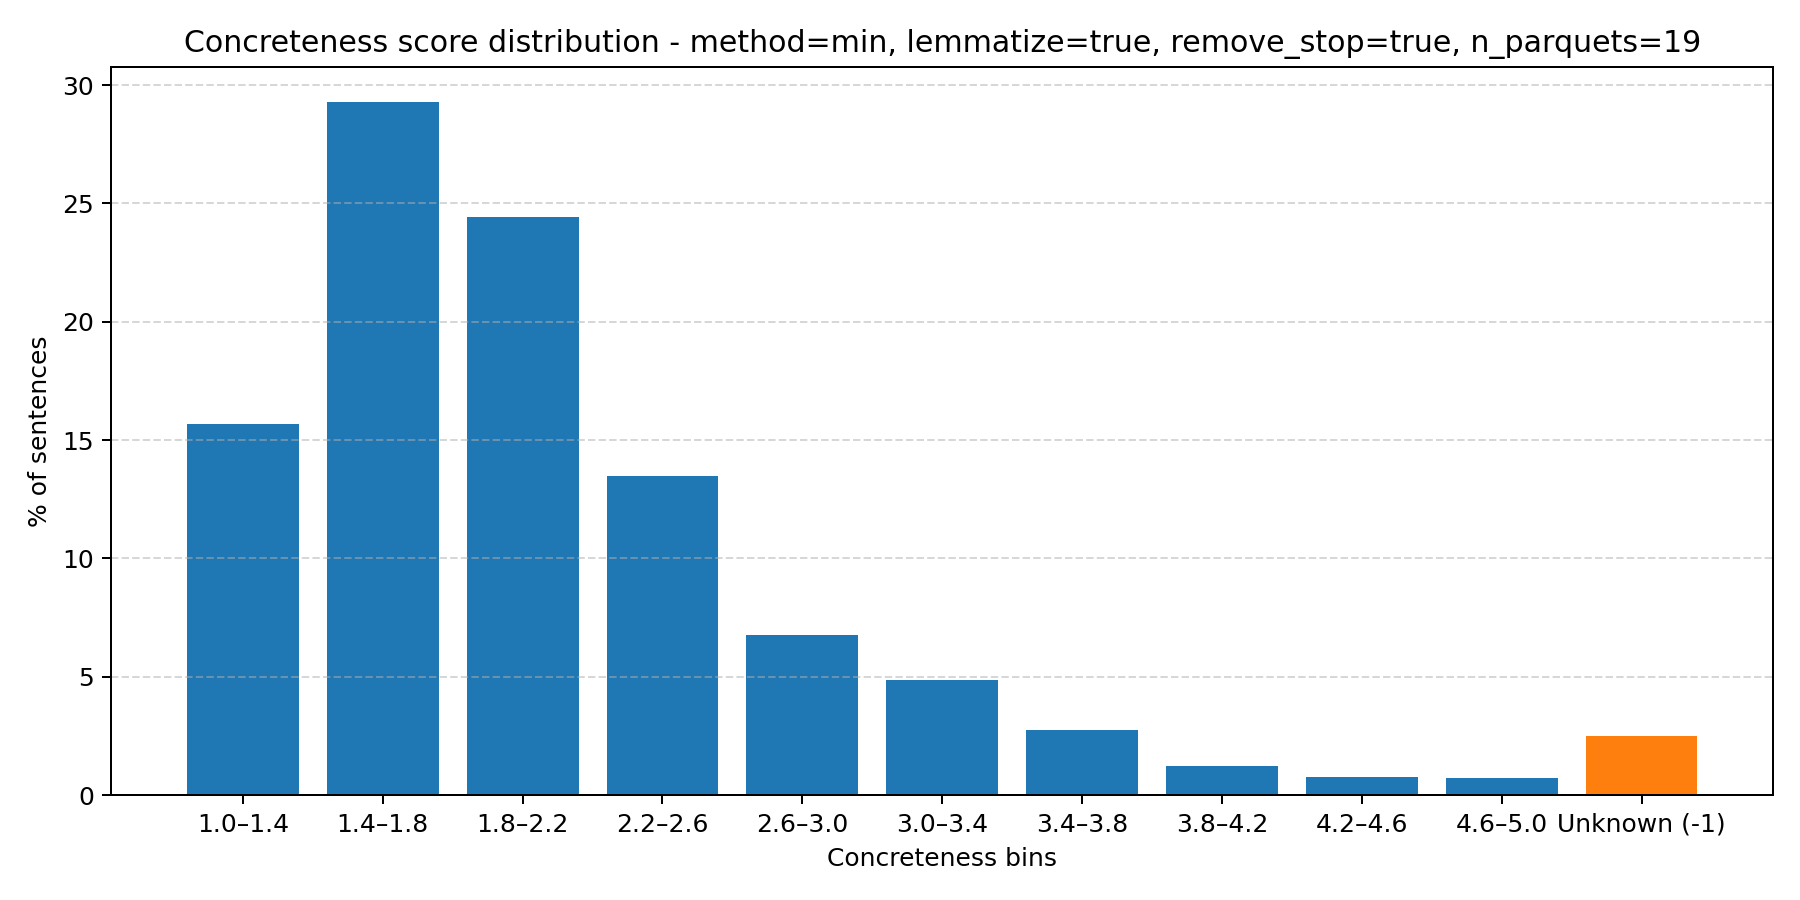 Concreteness score distribution - method=min, lemmatize=true, remove_stop=true, n_parquets=19
30
25
20
15
10
5
0
% of sentences
1.0–1.4 1.4–1.8 1.8–2.2 2.2–2.6 2.6–3.0 3.0–3.4 3.4–3.8 3.8–4.2 4.2–4.6 4.6–5.0 Unknown (-1)
Concreteness bins